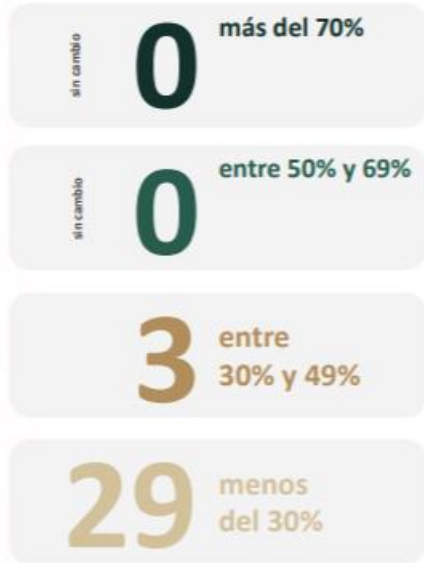 sin cambio
0
más del 70%
sin cambio
0
entre 50% y 69%
3
entre
30% y 49%
29
menos
del 30%